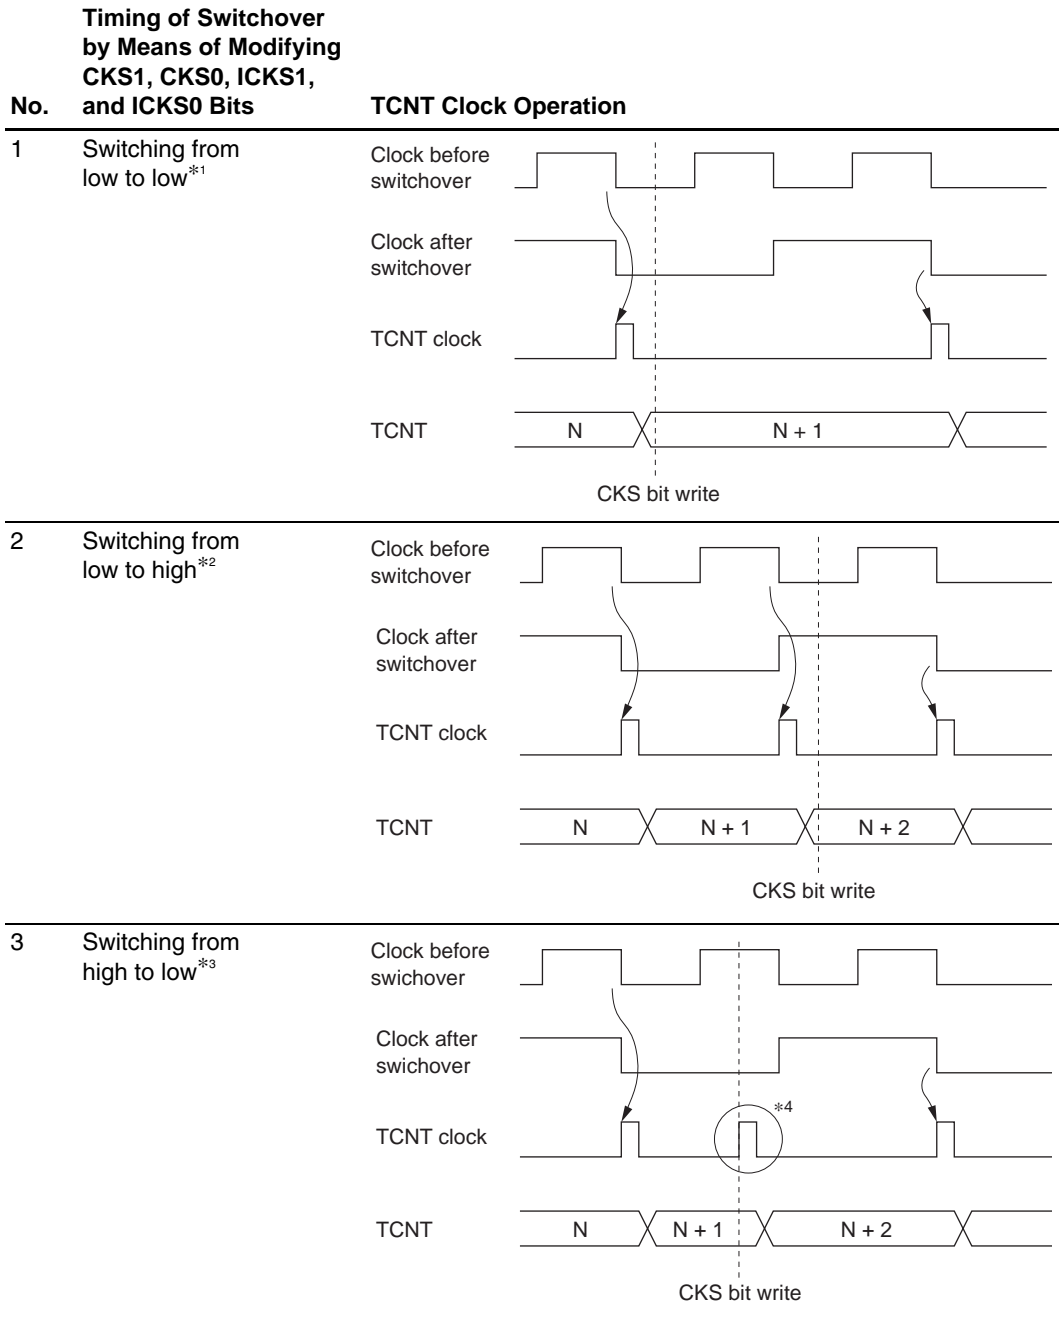 Timing of Switchover
by Means of Modifying
CKS1, CKS0, ICKS1,
No. and ICKS0 Bits TCNT Clock Operation
1 Switching from
low to low*1
Clock before
switchover
Clock after
switchover
TCNT clock
TCNT N N + 1
CKS bit write
2 Switching from
low to high*2
Clock before
switchover
Clock after
switchover
TCNT clock
TCNT N N + 1 N + 2
CKS bit write
3 Switching from
high to low*3
Clock before
swichover
Clock after
swichover
*4
TCNT clock
TCNT N N + 1 N + 2
CKS bit write